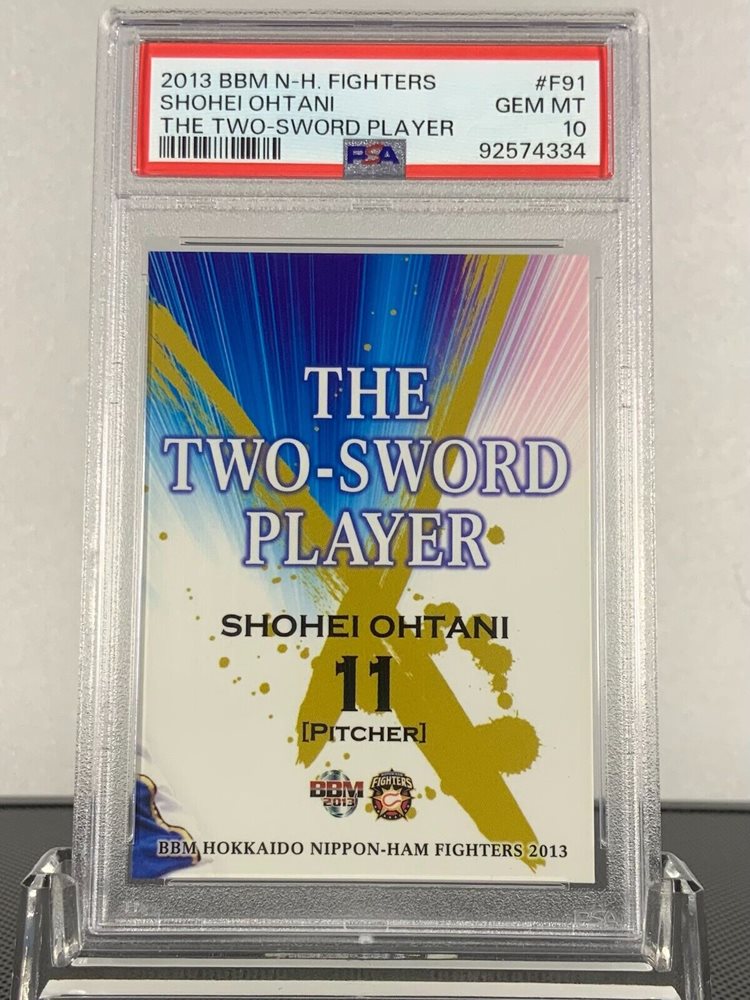 2013 BBM N-H. FIGHTERS #F91
SHOHEI OHTANI GEM MT
THE TWO-SWORD PLAYER 10
PSA 92574334
THE
TWO-SWORD
PLAYER
SHOHEI OHTANI
11
[PITCHER]
BBM FIGHTERS
2013
BBM HOKKAIDO NIPPON-HAM FIGHTERS 2013
PSA